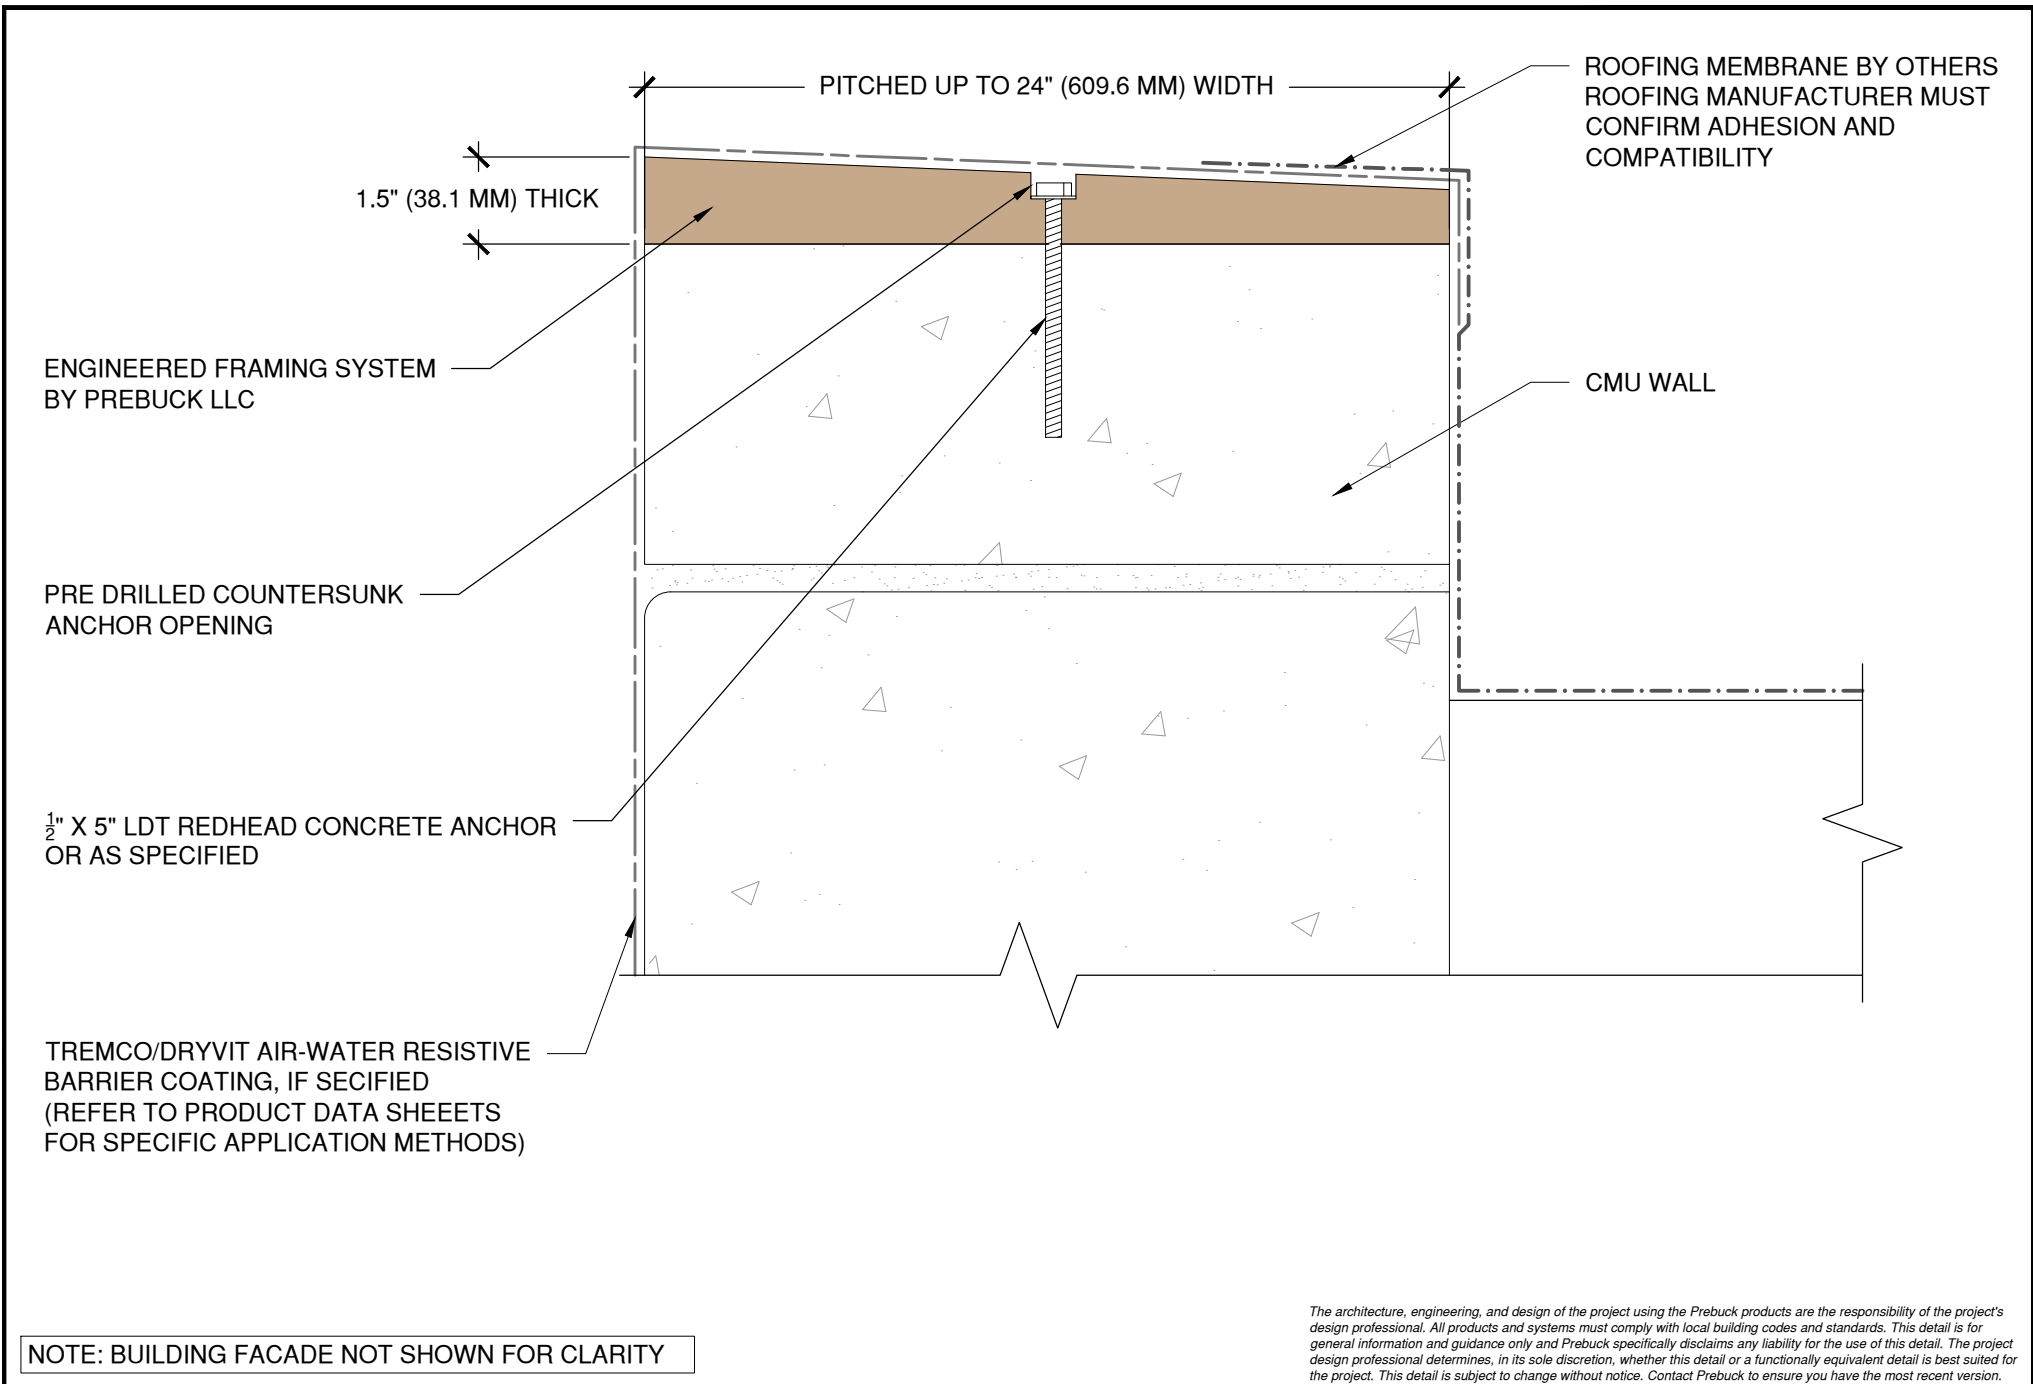 PITCHED UP TO 24" (609.6 MM) WIDTH
ROOFING MEMBRANE BY OTHERS
ROOFING MANUFACTURER MUST
CONFIRM ADHESION AND
COMPATIBILITY
1.5" (38.1 MM) THICK
ENGINEERED FRAMING SYSTEM
BY PREBUCK LLC
CMU WALL
PRE DRILLED COUNTERSUNK
ANCHOR OPENING
1/2" X 5" LDT REDHEAD CONCRETE ANCHOR
OR AS SPECIFIED
TREMCO/DRYVIT AIR-WATER RESISTIVE
BARRIER COATING, IF SECIFIED
(REFER TO PRODUCT DATA SHEEETS
FOR SPECIFIC APPLICATION METHODS)
NOTE: BUILDING FACADE NOT SHOWN FOR CLARITY
The architecture, engineering, and design of the project using the Prebuck products are the responsibility of the project's
design professional. All products and systems must comply with local building codes and standards. This detail is for
general information and guidance only and Prebuck specifically disclaims any liability for the use of this detail. The project
design professional determines, in its sole discretion, whether this detail or a functionally equivalent detail is best suited for
the project. This detail is subject to change without notice. Contact Prebuck to ensure you have the most recent version.